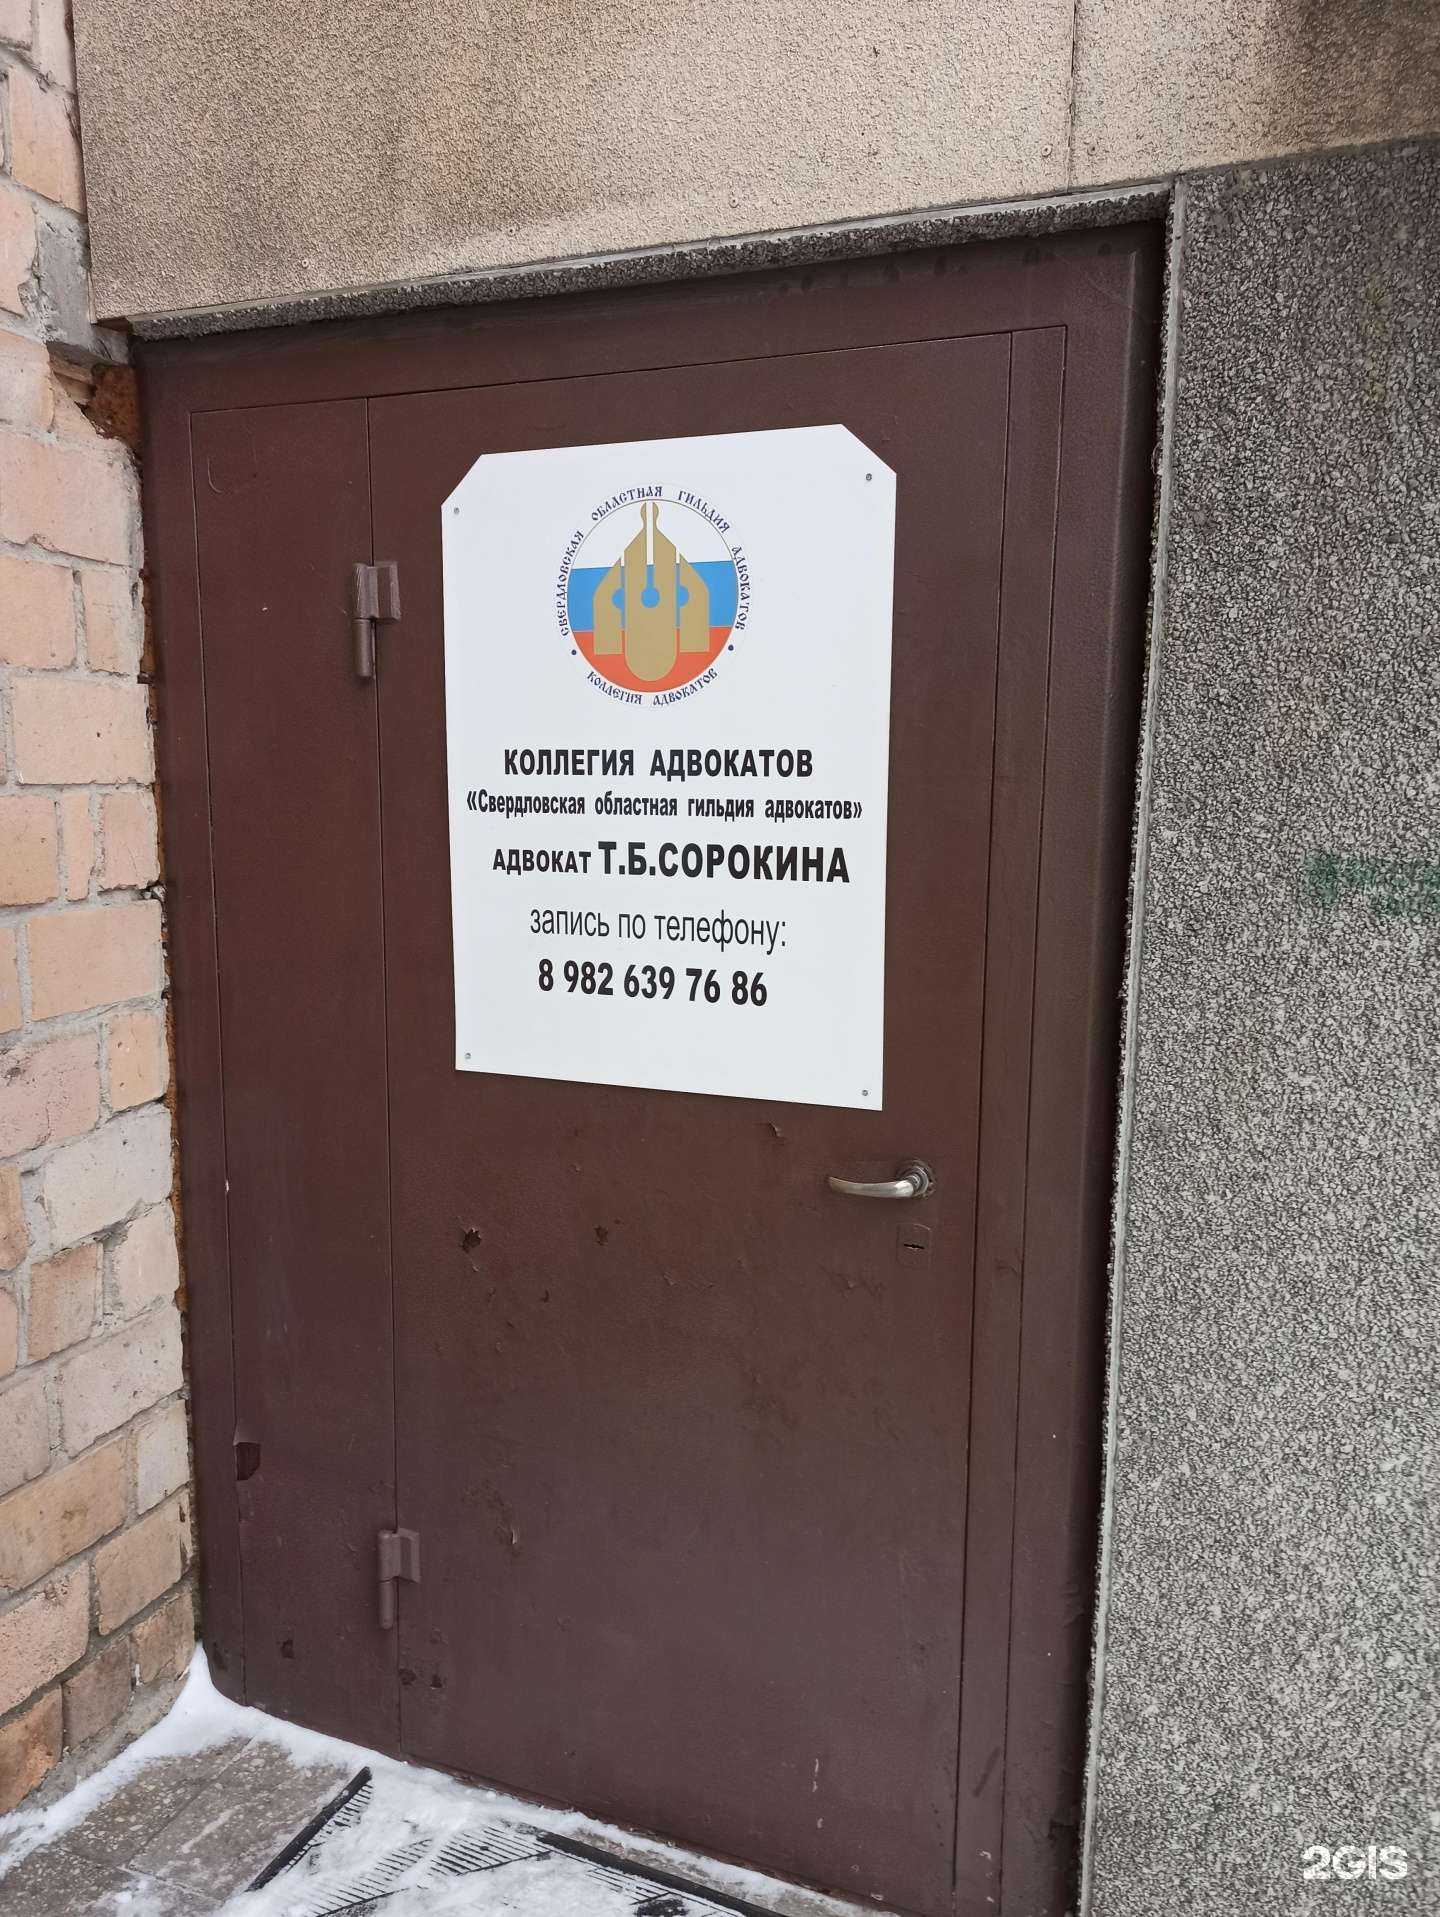 СВЕРДЛОВСКАЯ ОБЛАСТНАЯ ГИЛЬДИЯ АДВОКАТОВ
КОЛЛЕГИЯ АДВОКАТОВ
КОЛЛЕГИЯ АДВОКАТОВ
«Свердловская областная гильдия адвокатов»
АДВОКАТ Т.Б.СОРОКИНА
запись по телефону:
8 982 639 76 86
2GIS